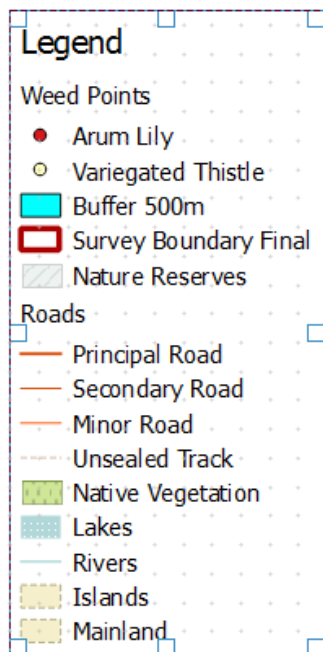 Legend
Weed Points
Arum Lily
Variegated Thistle
Buffer 500m
Survey Boundary Final
Nature Reserves
Roads
Principal Road
Secondary Road
Minor Road
Unsealed Track
Native Vegetation
Lakes
Rivers
Islands
Mainland